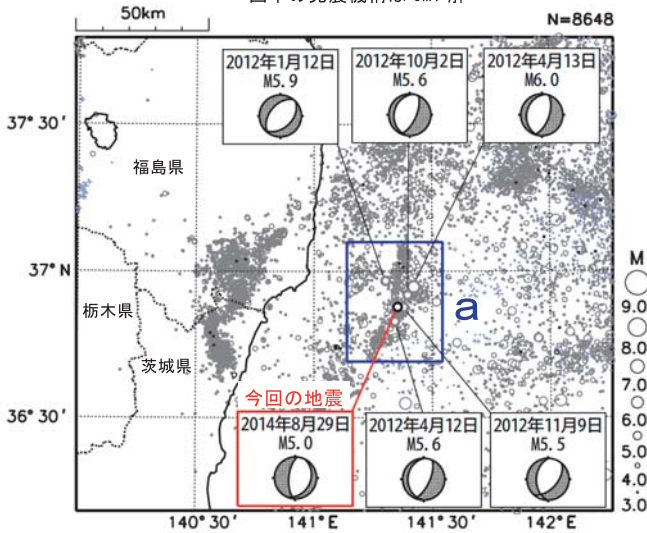 50km
N=8648
2012年1月12日
M5.9
2012年10月2日
M5.6
2012年4月13日
M6.0
37°30′
福島県
37°N
栃木県
a
茨城県
36°30′
今回の地震
2014年8月29日
M5.0
2012年4月12日
M5.6
2012年11月9日
M5.5
M
9.0
8.0
7.0
6.0
5.0
4.0
3.0
140°30′
141°E
141°30′
142°E